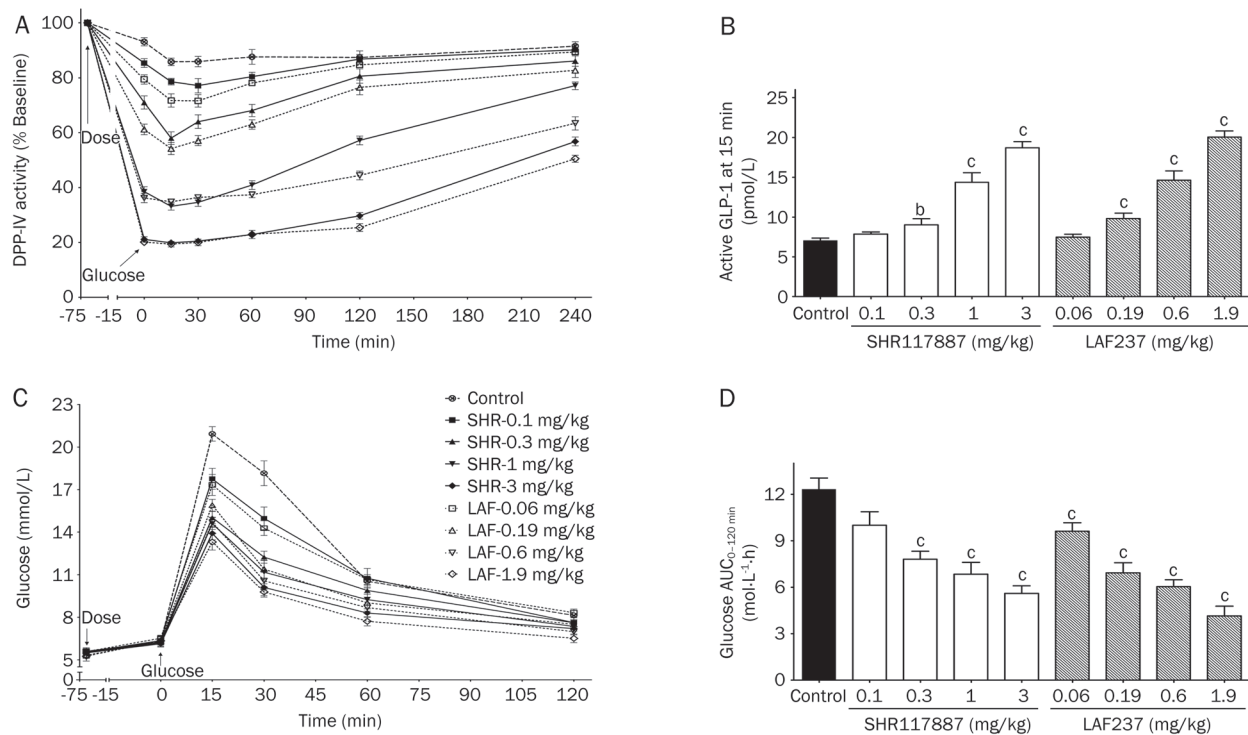 A
DPP-IV activity (% Baseline)
100
80
60
40
20
0
Dose
Glucose
-75 -15 0 30 60 90 120 150 180 210 240
Time (min)
B
Active GLP-1 at 15 min
(pmol/L)
25
20
15
10
5
0
b
c
c
c
c
c
Control 0.1 0.3 1 3 0.06 0.19 0.6 1.9
SHR117887 (mg/kg) LAF237 (mg/kg)
C
Glucose (mmol/L)
23
20
17
14
11
8
5
0
Control
SHR-0.1 mg/kg
SHR-0.3 mg/kg
SHR-1 mg/kg
SHR-3 mg/kg
LAF-0.06 mg/kg
LAF-0.19 mg/kg
LAF-0.6 mg/kg
LAF-1.9 mg/kg
Dose
Glucose
-75 -15 0 15 30 45 60 75 90 105 120
Time (min)
D
Glucose AUC0–120 min
(mol·L-1·h)
12
9
6
3
0
c
c
c
c
c
c
c
Control 0.1 0.3 1 3 0.06 0.19 0.6 1.9
SHR117887 (mg/kg) LAF237 (mg/kg)